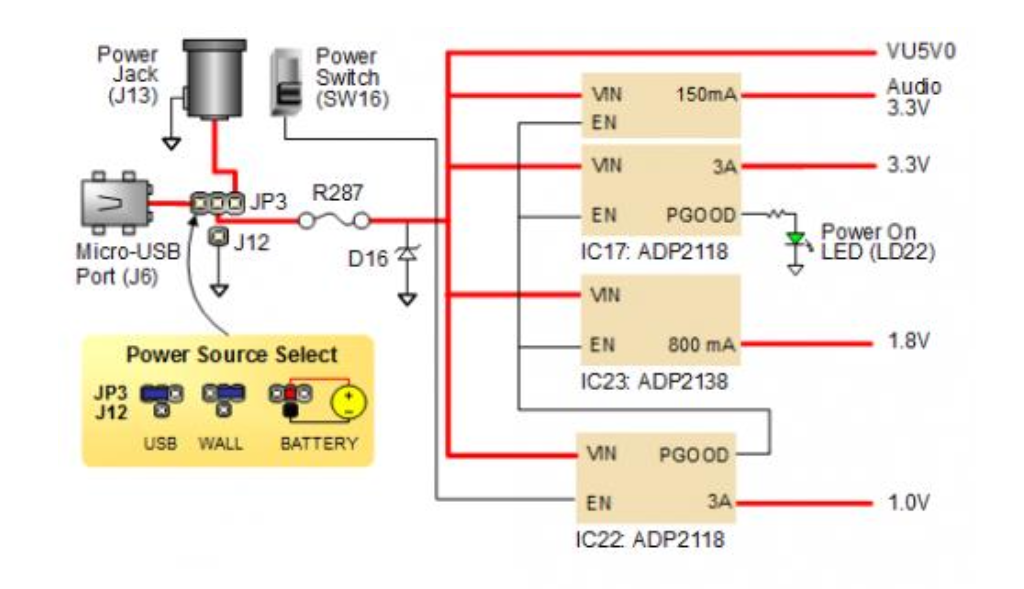 Power
Jack
(J13)
Power
Switch
(SW16)
VU5V0
VIN
150mA
Audio
3.3V
EN
VIN
3A
3.3V
EN
PGOOD
IC17: ADP2118
Power On
LED (LD22)
JP3
R287
J12
D16
Micro-USB
Port (J6)
VIN
EN
800 mA
1.8V
IC23: ADP2138
Power Source Select
JP3
J12
USB
WALL
BATTERY
+
−
VIN
PGOOD
EN
3A
1.0V
IC22: ADP2118